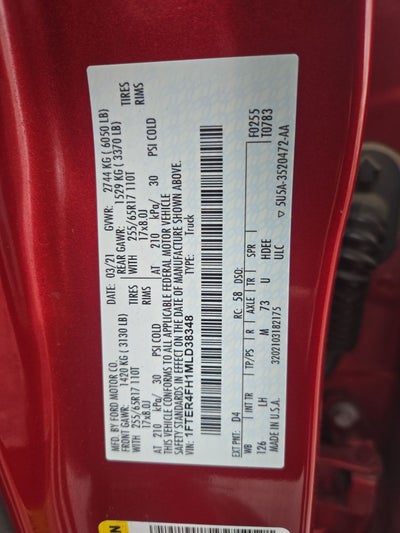 MFD. BY FORD MOTOR CO.
DATE: 03/21 GVWR: 2744 KG ( 6050 LB)
FRONT GAWR: 1420 KG ( 3130 LB) REAR GAWR: 1529 KG ( 3370 LB)
WITH 255/65R17 110T TIRES WITH 255/65R17 110T TIRES
17x8.0J RIMS 17x8.0J RIMS
AT 210 kPa/ 30 PSI COLD AT 210 kPa/ 30 PSI COLD
THIS VEHICLE CONFORMS TO ALL APPLICABLE FEDERAL MOTOR VEHICLE
SAFETY STANDARDS IN EFFECT ON THE DATE OF MANUFACTURE SHOWN ABOVE.
VIN: 1FTER4FH1MLD38348
F0255
T0783
EXT PNT: D4 RC: 58 DSO:
WB TP/PS R AXLE TR SPR
INT TR
126 LH M 73 U HDEE
ULC
MADE IN U.S.A. 3202103182175 5U5A-3520472-AA